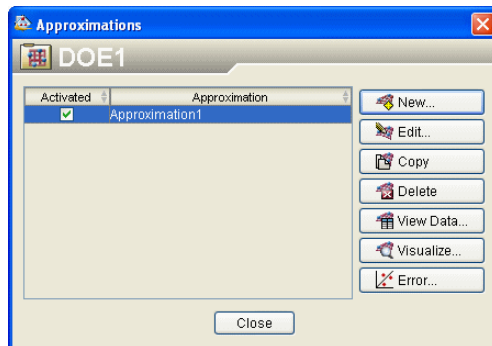 Approximations
DOE1
Activated Approximation
Approximation1
New...
Edit...
Copy
Delete
View Data...
Visualize...
Error...
Close